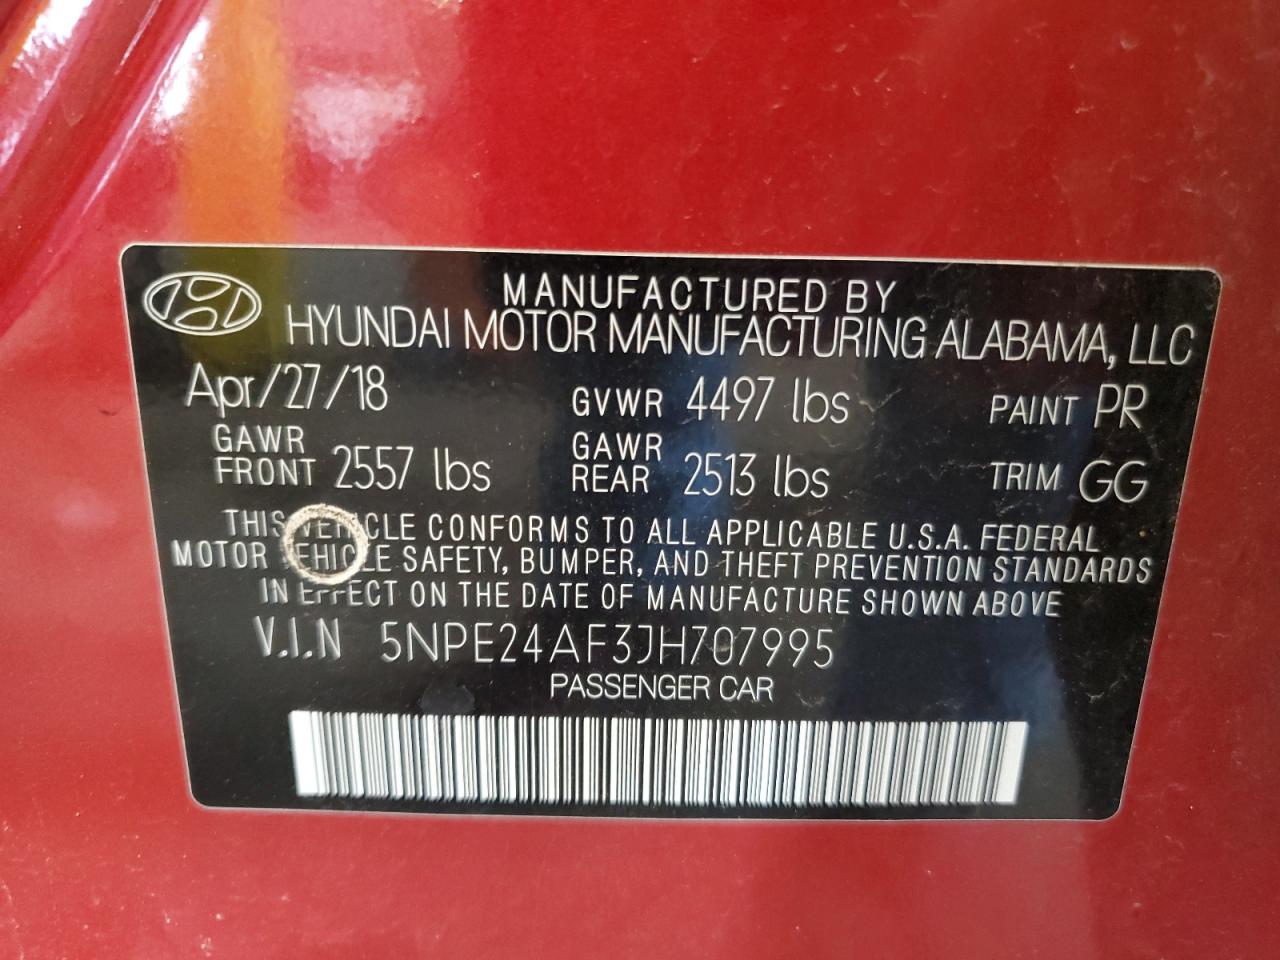 MANUFACTURED BY
HYUNDAI MOTOR MANUFACTURING ALABAMA, LLC
Apr/27/18 GVWR 4497 lbs PAINT PR
GAWR FRONT 2557 lbs GAWR REAR 2513 lbs TRIM GG
THIS VEHICLE CONFORMS TO ALL APPLICABLE U.S.A. FEDERAL
MOTOR VEHICLE SAFETY, BUMPER, AND THEFT PREVENTION STANDARDS
IN EFFECT ON THE DATE OF MANUFACTURE SHOWN ABOVE
V.I.N 5NPE24AF3JH707995
PASSENGER CAR